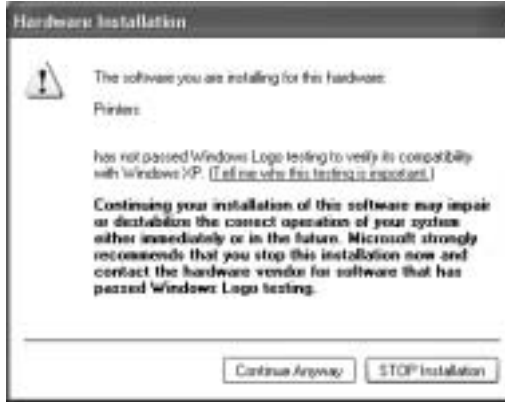 Hardware Installation
The software you are installing for this hardware:
Printers
has not passed Windows Logo testing to verify its compatibility
with Windows XP. (Tell me why this testing is important.)
Continuing your installation of this software may impair
or destabilize the correct operation of your system
either immediately or in the future. Microsoft strongly
recommends that you stop this installation now and
contact the hardware vendor for software that has
passed Windows Logo testing.
Continue Anyway
STOP Installation